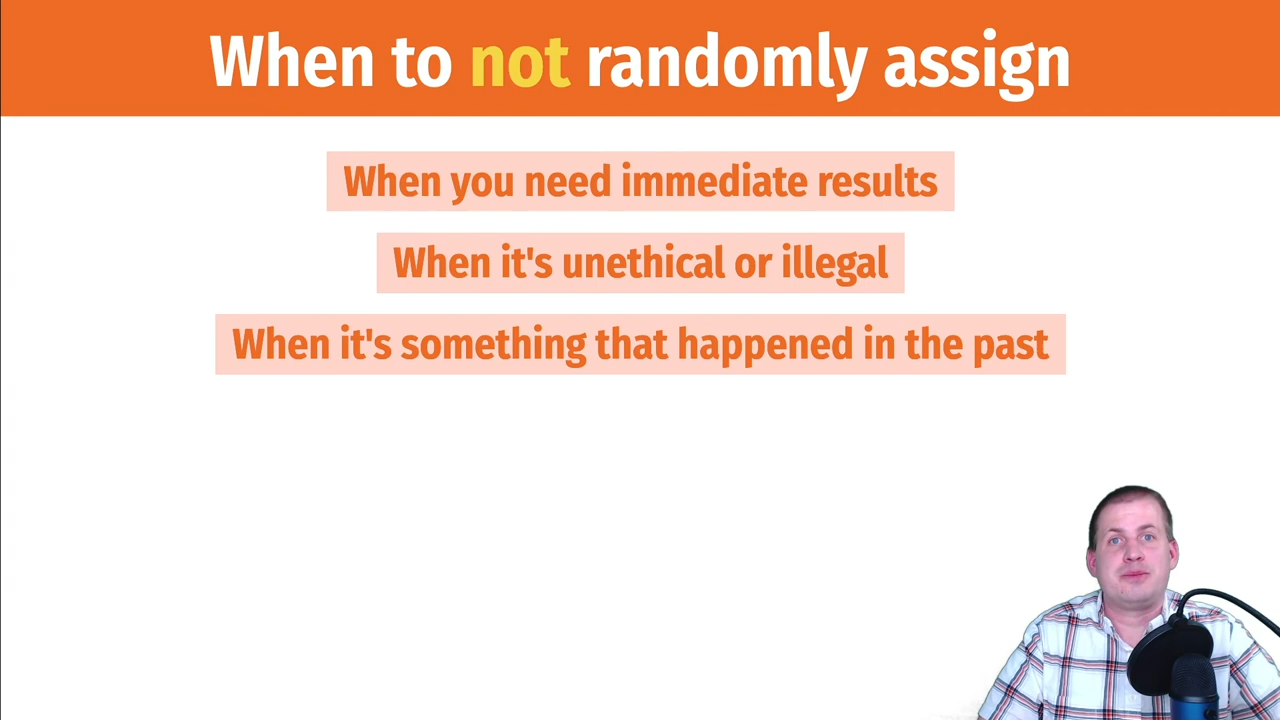 When to not randomly assign
When you need immediate results
When it's unethical or illegal
When it's something that happened in the past